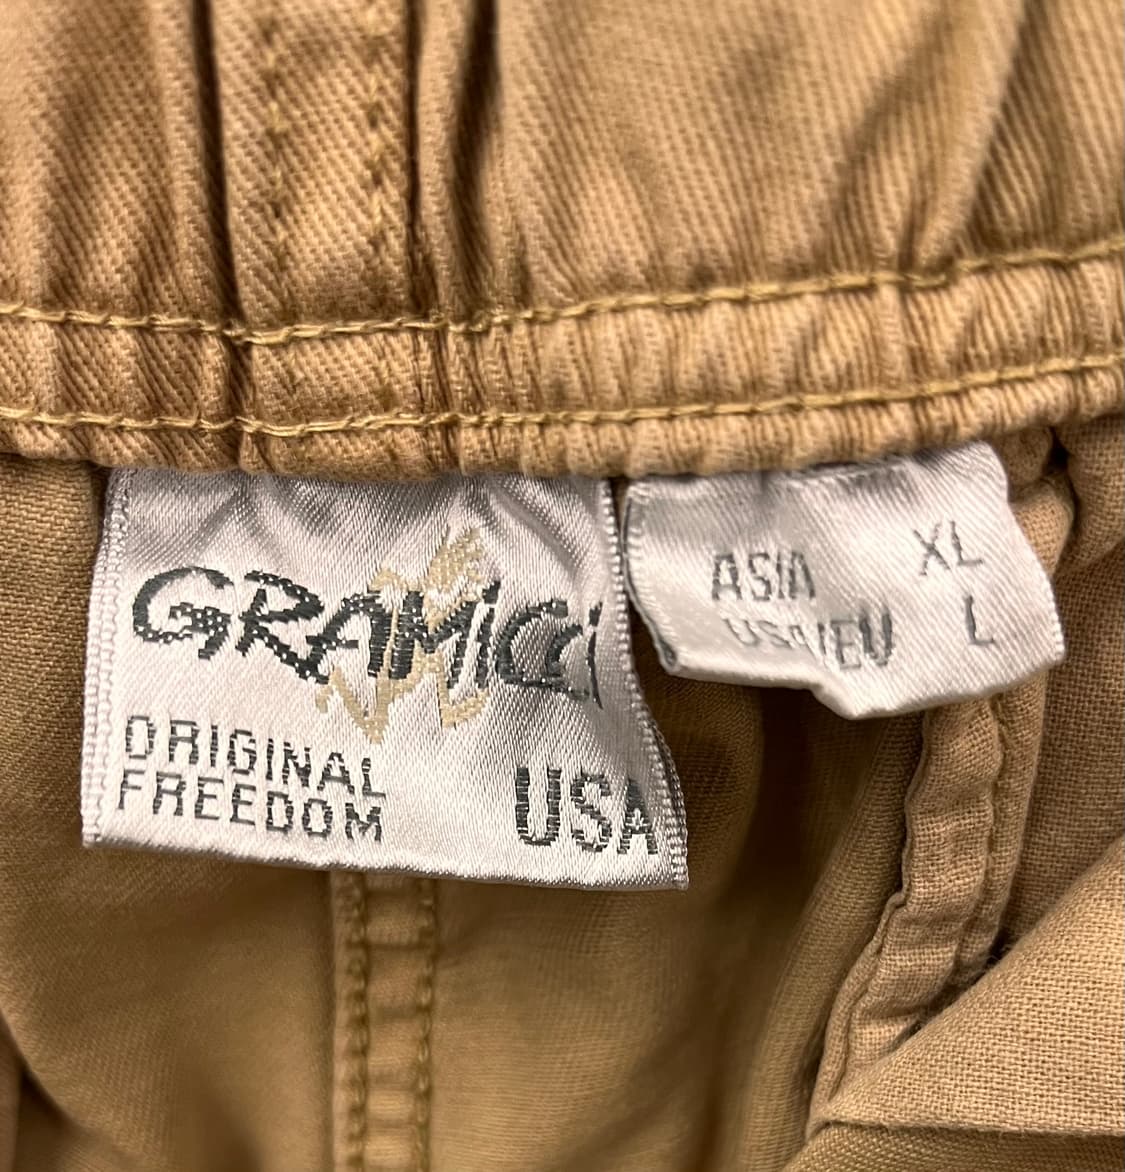 GRAMiCCi
ORIGINAL
FREEDOM
USA
ASIA XL
USA/EU L